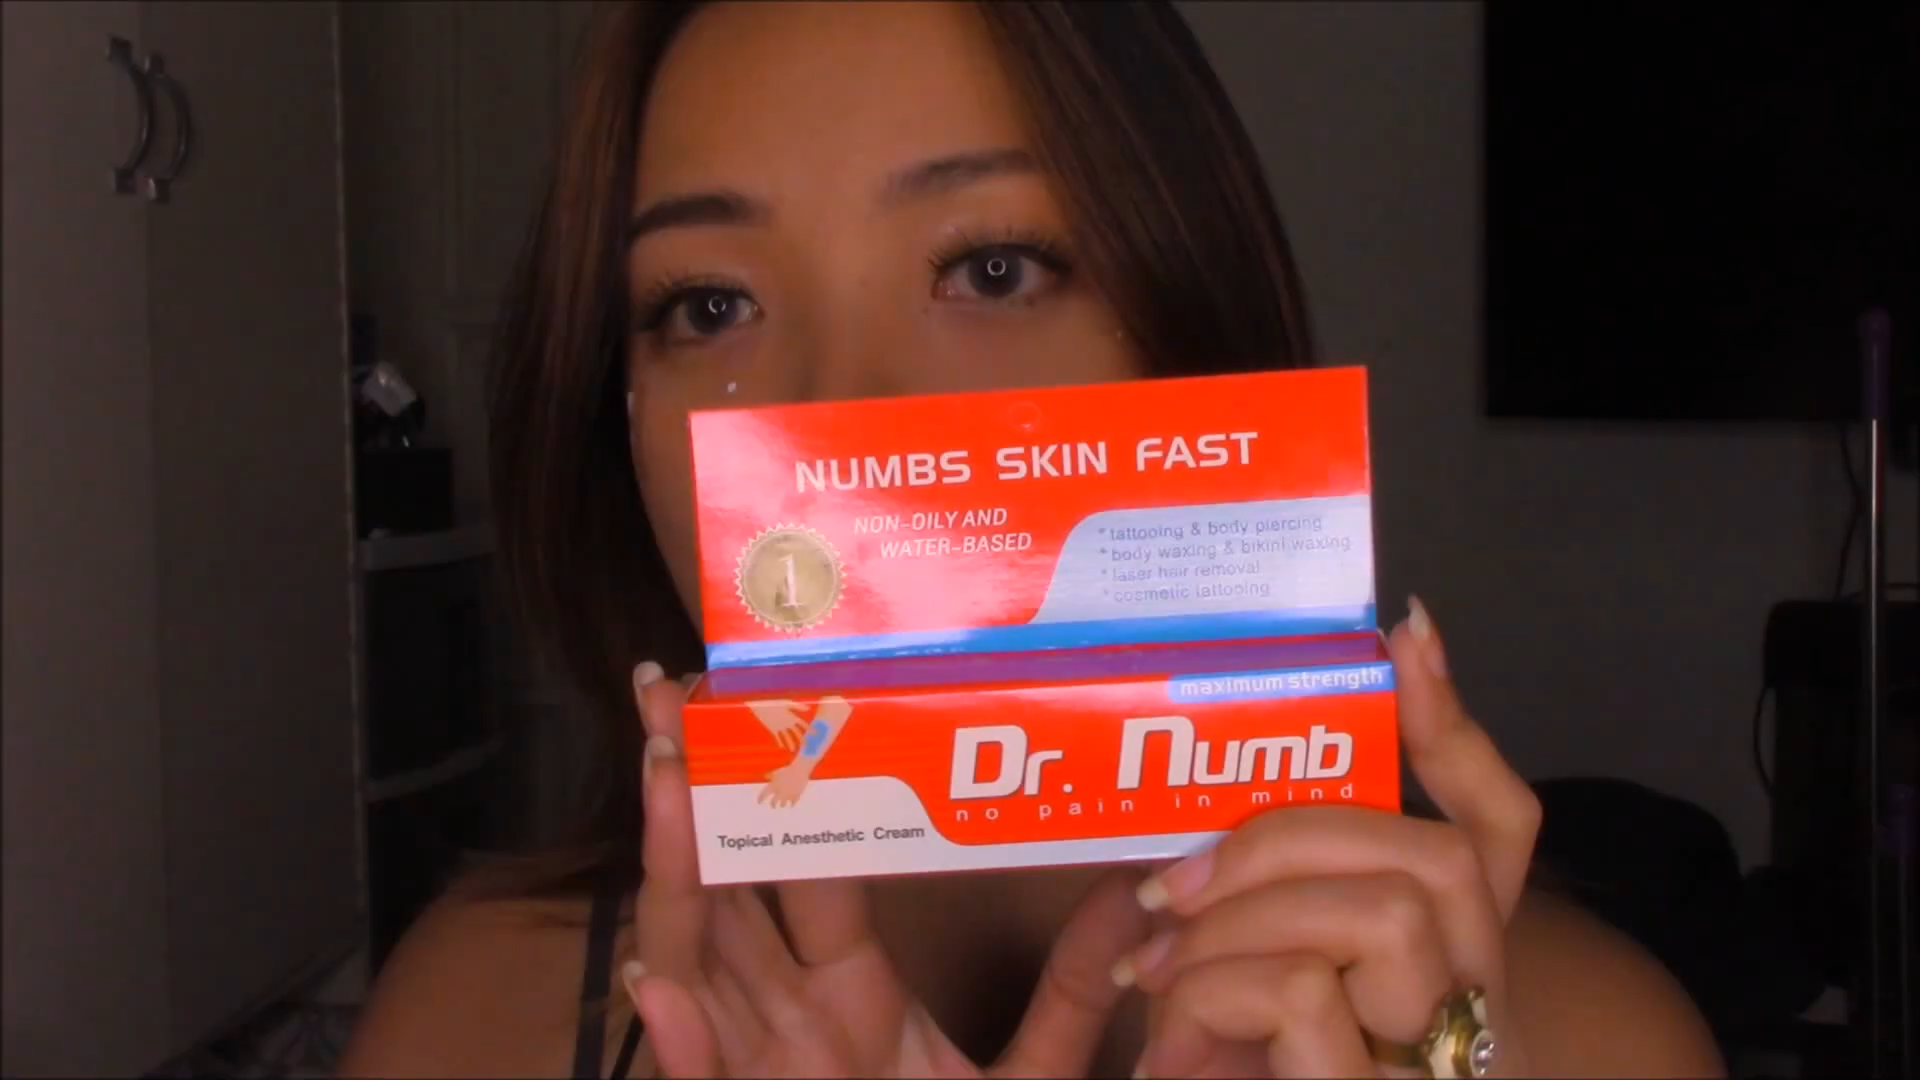 NUMBS SKIN FAST
NON-OILY AND
WATER-BASED
1
* tattooing & body piercing
* body waxing & bikini waxing
* laser hair removal
* cosmetic tattooing
maximum strength
Dr. Numb
no pain in mind
Topical Anesthetic Cream